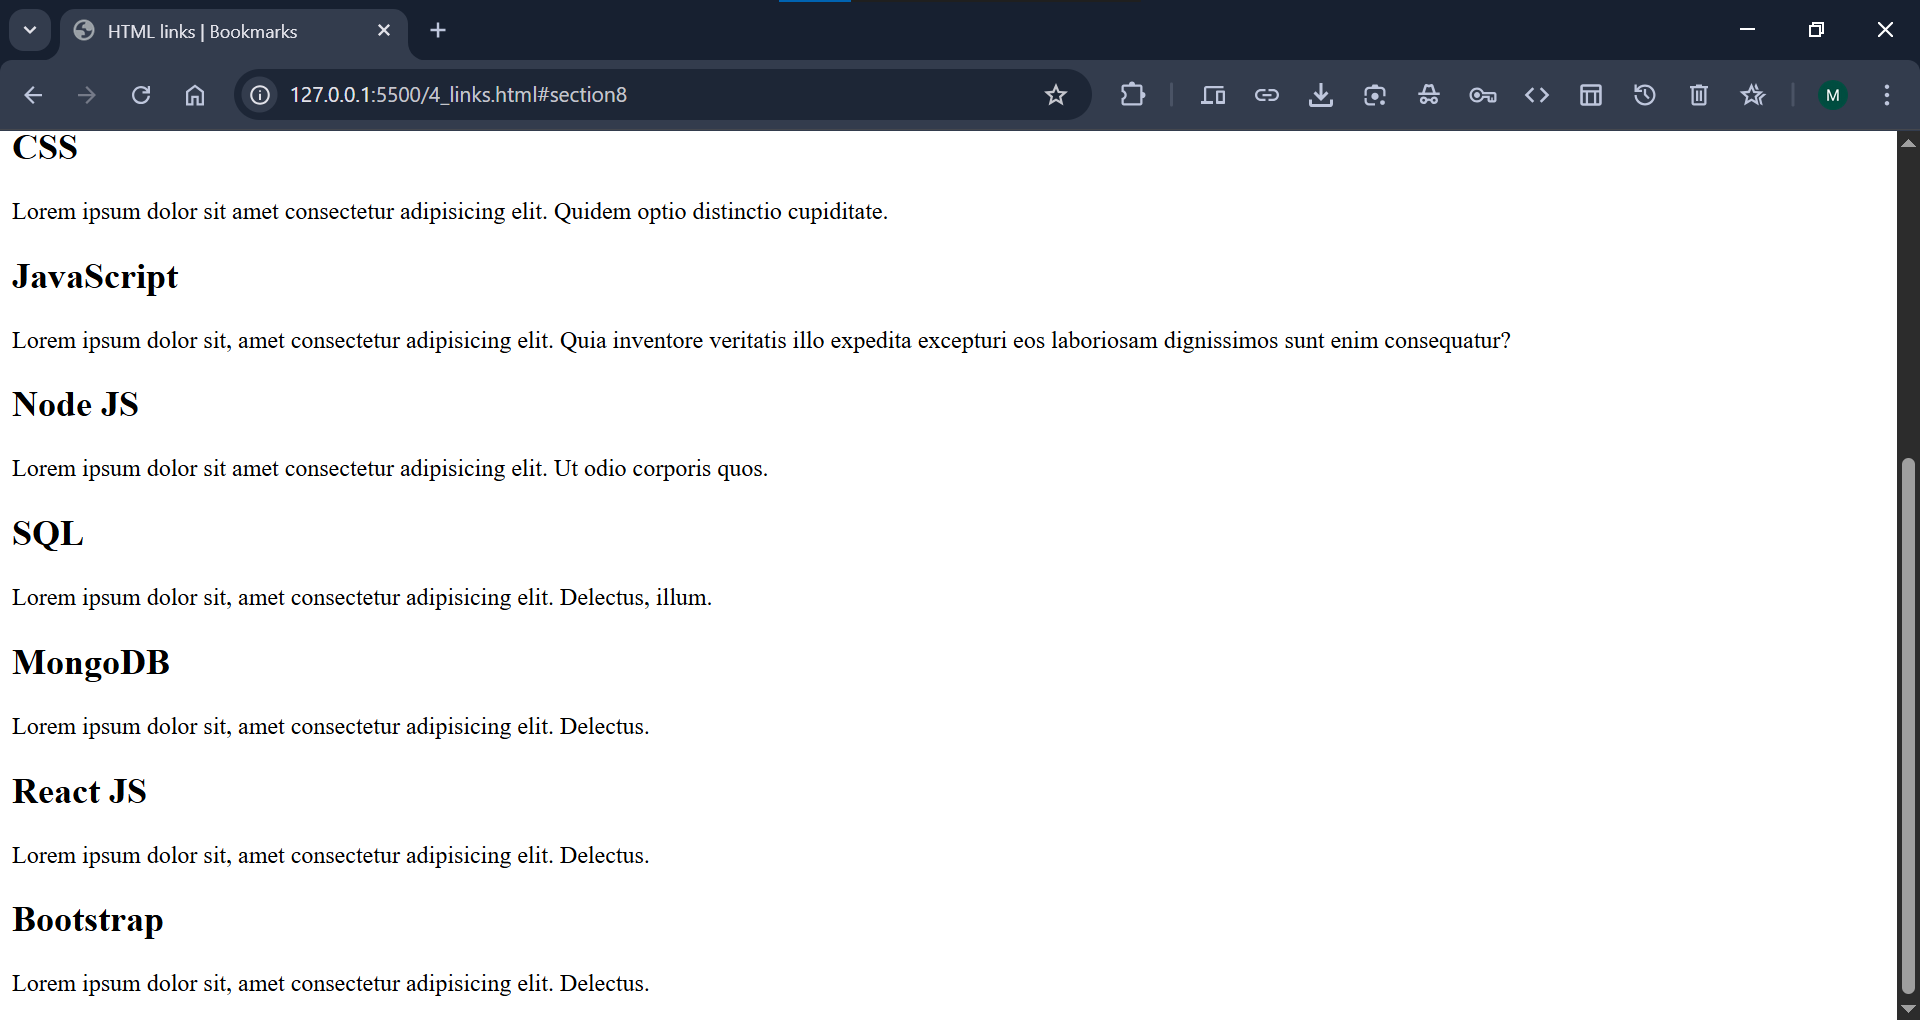 HTML links | Bookmarks
127.0.0.1:5500/4_links.html#section8
M
CSS
Lorem ipsum dolor sit amet consectetur adipisicing elit. Quidem optio distinctio cupiditate.
JavaScript
Lorem ipsum dolor sit, amet consectetur adipisicing elit. Quia inventore veritatis illo expedita excepturi eos laboriosam dignissimos sunt enim consequatur?
Node JS
Lorem ipsum dolor sit amet consectetur adipisicing elit. Ut odio corporis quos.
SQL
Lorem ipsum dolor sit, amet consectetur adipisicing elit. Delectus, illum.
MongoDB
Lorem ipsum dolor sit, amet consectetur adipisicing elit. Delectus.
React JS
Lorem ipsum dolor sit, amet consectetur adipisicing elit. Delectus.
Bootstrap
Lorem ipsum dolor sit, amet consectetur adipisicing elit. Delectus.